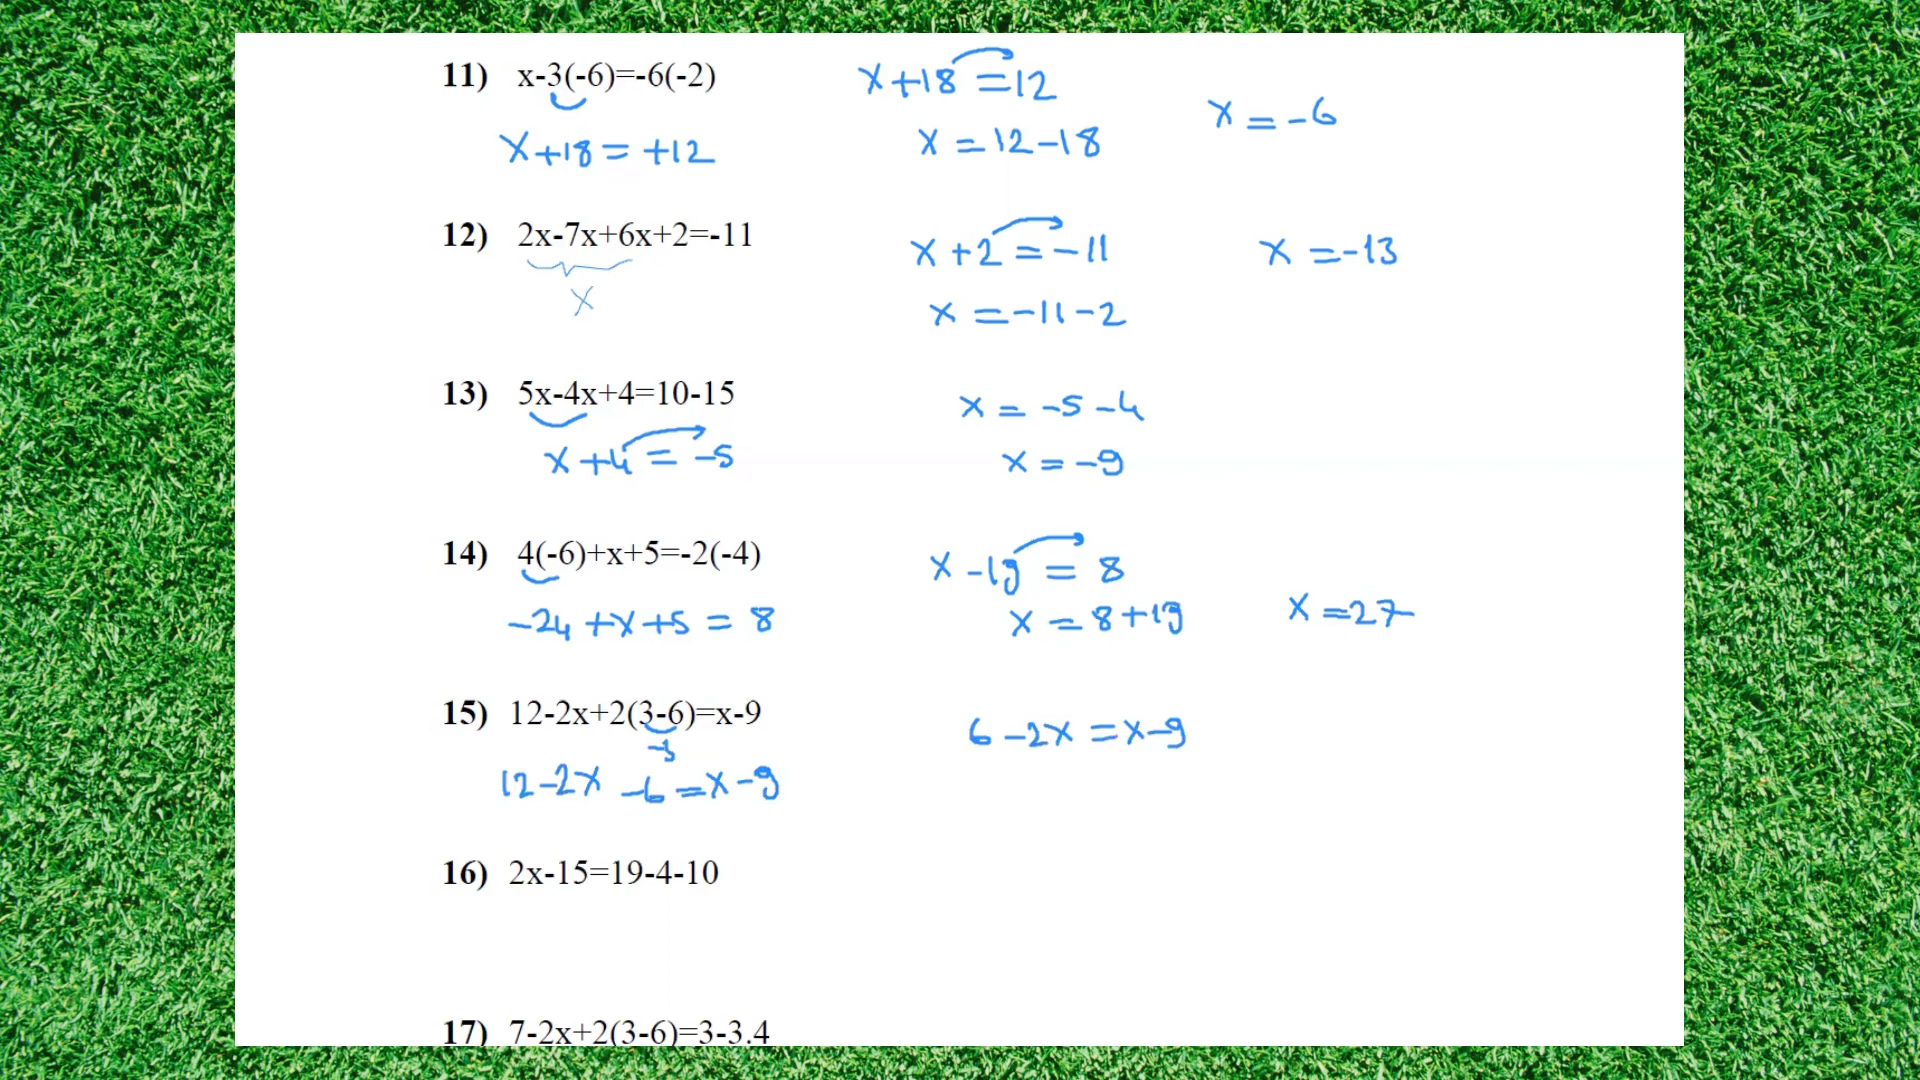 11) x-3(-6)=-6(-2)
x+18=+12
x+18=12
x=12-18
x=-6
12) 2x-7x+6x+2=-11
x
x+2=-11
x=-11-2
x=-13
13) 5x-4x+4=10-15
x+4=-5
x=-5-4
x=-9
14) 4(-6)+x+5=-2(-4)
-24+x+5=8
x-19=8
x=8+19
x=27
15) 12-2x+2(3-6)=x-9
-3
12-2x-6=x-9
6-2x=x-9
16) 2x-15=19-4-10
17) 7-2x+2(3-6)=3-3.4